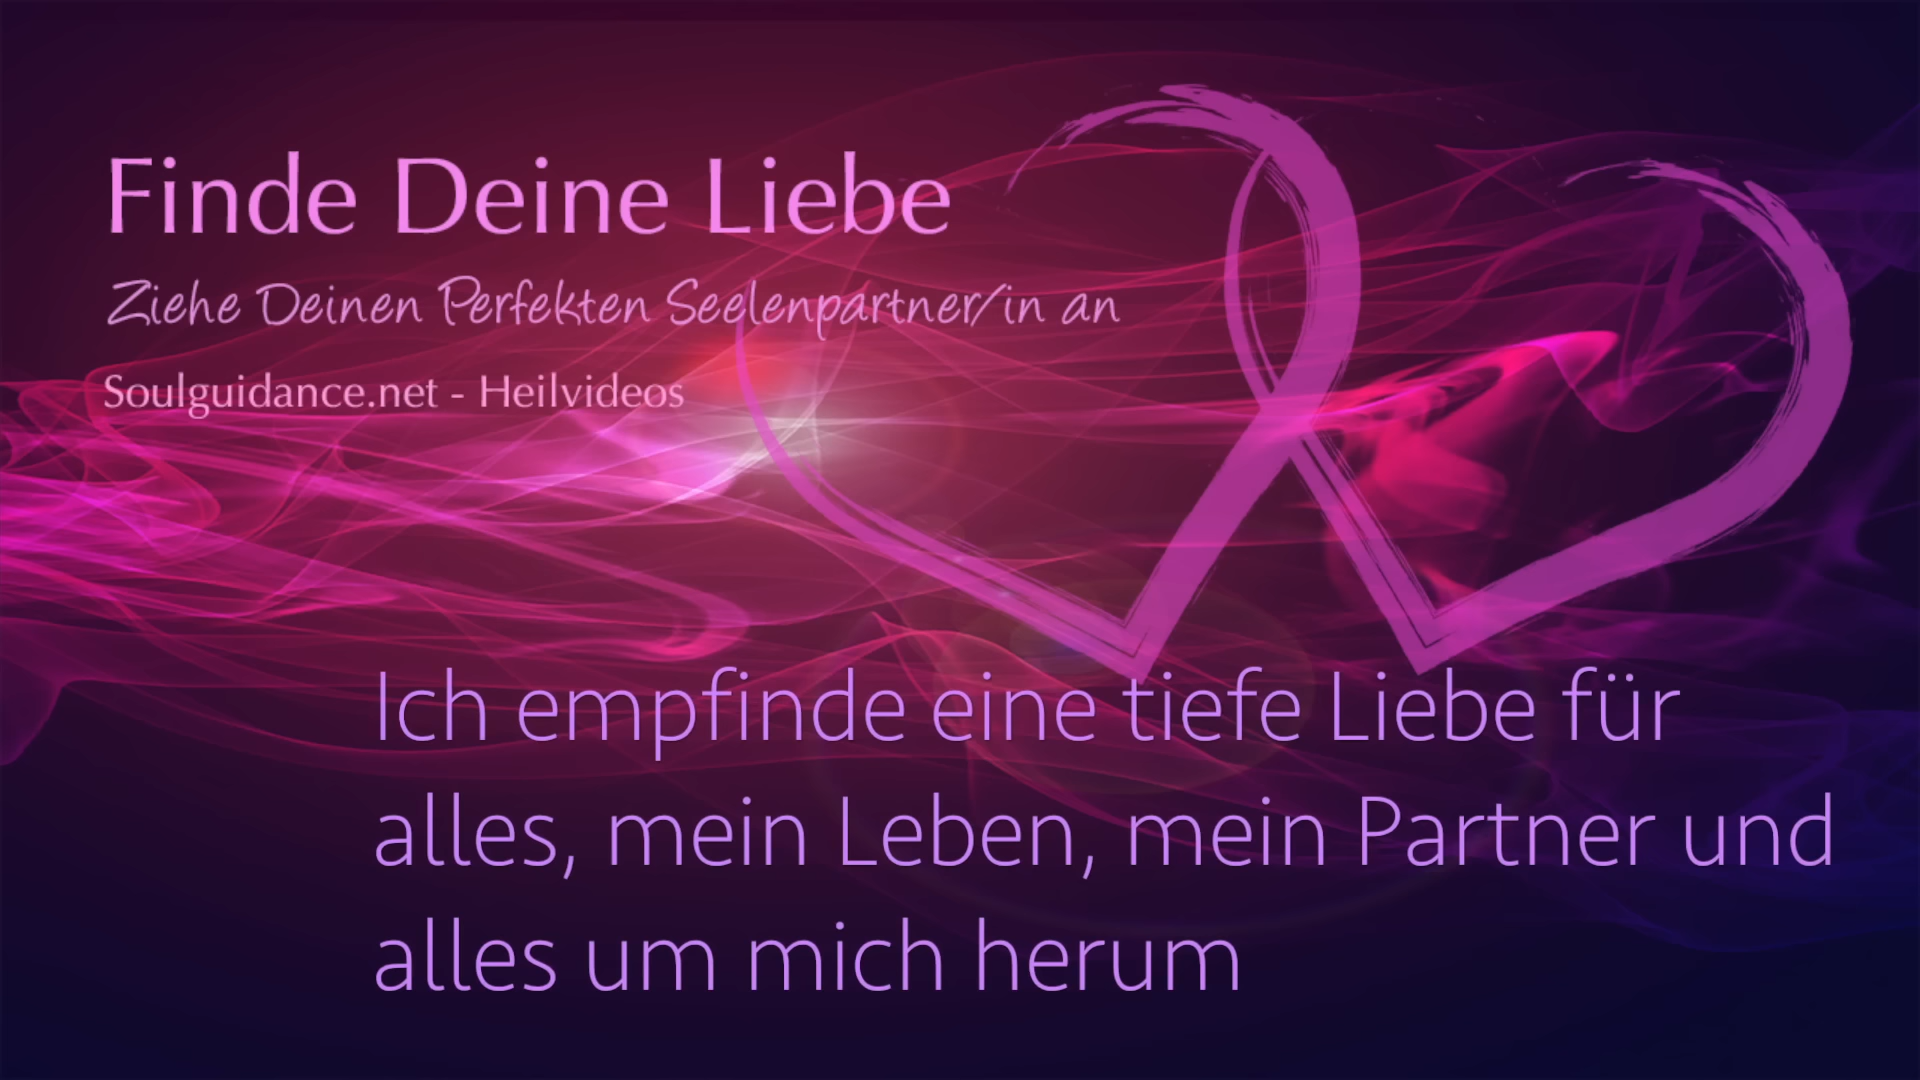 Finde Deine Liebe
Ziehe Deinen Perfekten Seelenpartner/in an
Soulguidance.net - Heilvideos
Ich empfinde eine tiefe Liebe für
alles, mein Leben, mein Partner und
alles um mich herum